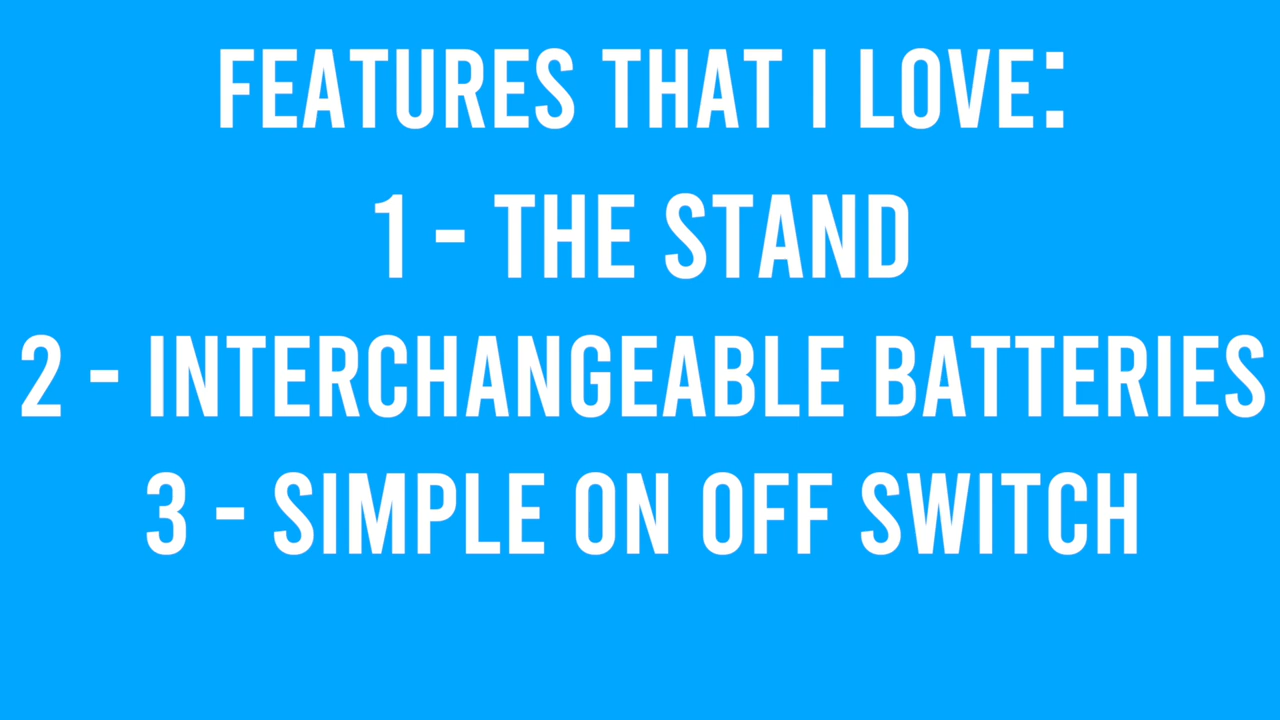 FEATURES THAT I LOVE:
1 - THE STAND
2 - INTERCHANGEABLE BATTERIES
3 - SIMPLE ON OFF SWITCH